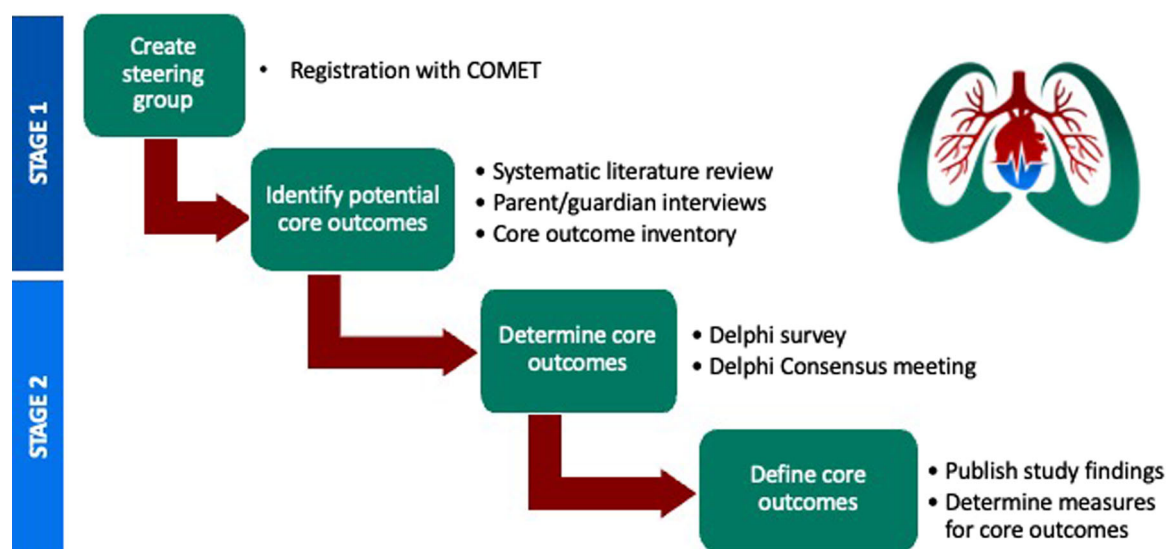 STAGE 1
Create
steering
group
• Registration with COMET
Identify potential
core outcomes
• Systematic literature review
• Parent/guardian interviews
• Core outcome inventory
STAGE 2
Determine core
outcomes
• Delphi survey
• Delphi Consensus meeting
Define core
outcomes
• Publish study findings
• Determine measures
for core outcomes